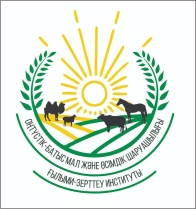 ОҢТҮСТІК-БАТЫС МАЛ ЖӘНЕ ӨСІМДІК ШАРУАШЫЛЫҒЫ
ҒЫЛЫМИ-ЗЕРТТЕУ ИНСТИТУТЫ